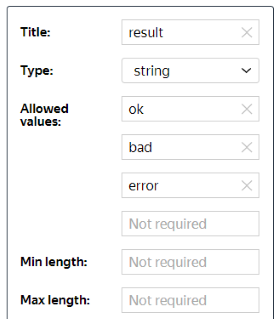 Title: result
Type: string
Allowed values: ok
bad
error
Not required
Min length: Not required
Max length: Not required